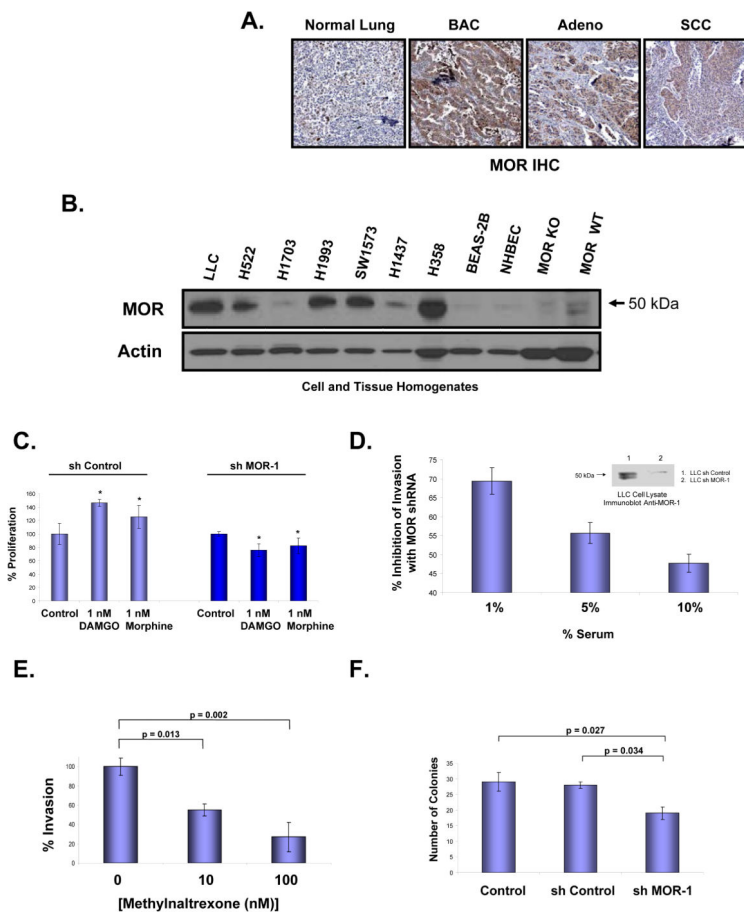 A.
Normal Lung BAC Adeno SCC
MOR IHC
B.
LLC H522 H1703 H1993 SW1573 H1437 H358 BEAS-2B NHBEC MOR KO MOR WT
MOR
50 kDa
Actin
Cell and Tissue Homogenates
C.
sh Control sh MOR-1
% Proliferation
160
140
120
100
80
60
40
20
0
* * * *
Control 1 nM DAMGO 1 nM Morphine Control 1 nM DAMGO 1 nM Morphine
D.
% Inhibition of Invasion
with MOR shRNA
75
70
65
60
55
50
45
40
1% 5% 10%
% Serum
1 2
50 kDa
1. LLC sh Control
2. LLC sh MOR-1
LLC Cell Lysate
Immunoblot Anti-MOR-1
E.
p = 0.002
p = 0.013
% Invasion
100
80
60
40
20
0
0 10 100
[Methylnaltrexone (nM)]
F.
p = 0.027
p = 0.034
Number of Colonies
35
30
25
20
15
10
5
0
Control sh Control sh MOR-1